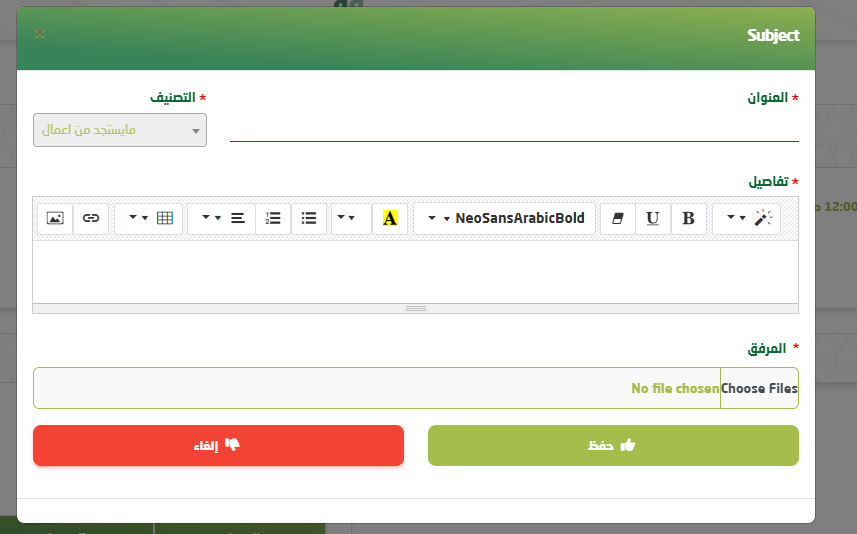 Subject
* العنوان
* التصنيف
مايستجد من اعمال
* تفاصيل
B U NeoSansArabicBold A
12:00
* المرفق
Choose Files No file chosen
حفظ
إلغاء